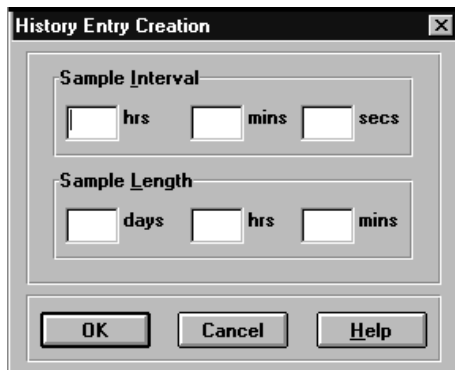 History Entry Creation
Sample Interval
hrs mins secs
Sample Length
days hrs mins
OK Cancel Help